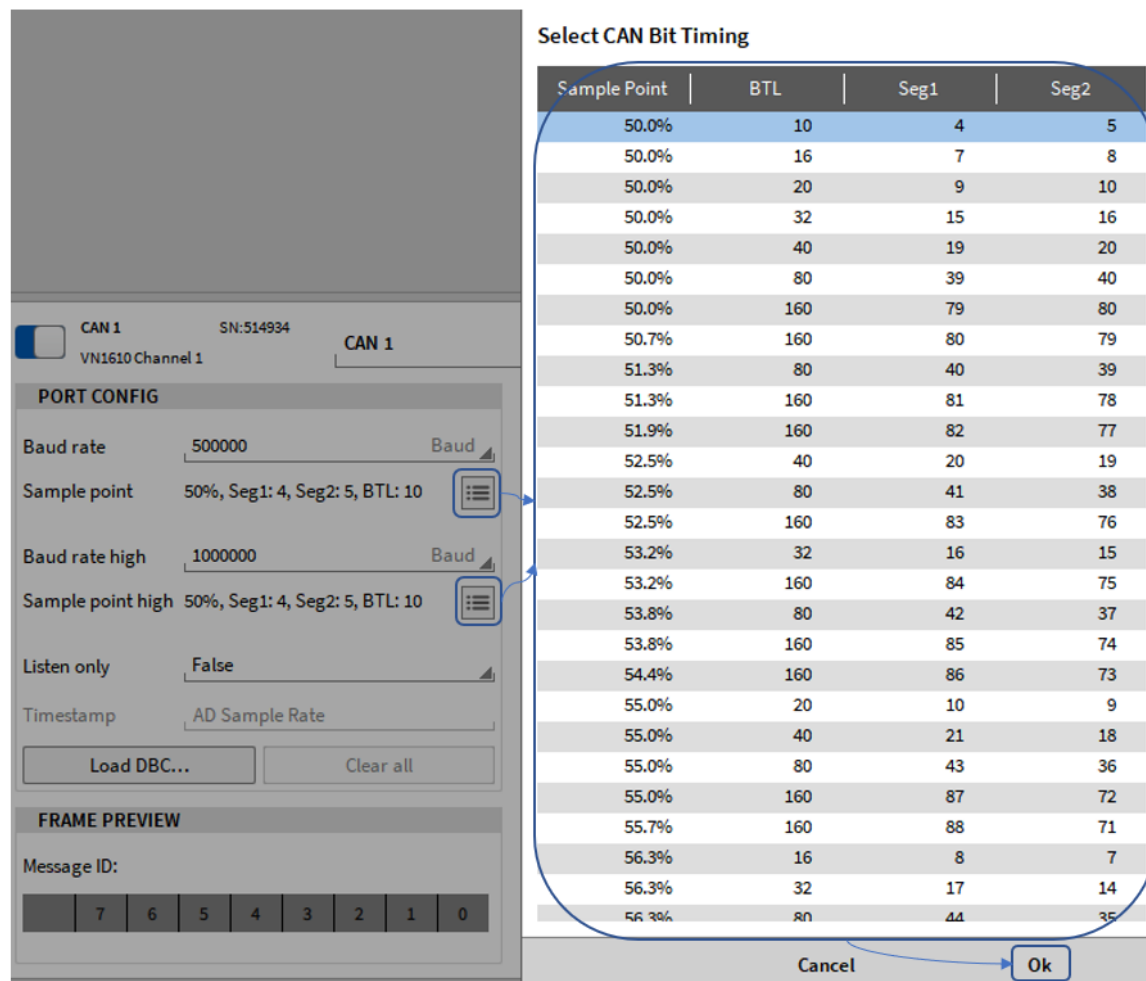 Select CAN Bit Timing
Sample Point BTL Seg1 Seg2
50.0% 10 4 5
50.0% 16 7 8
50.0% 20 9 10
50.0% 32 15 16
50.0% 40 19 20
50.0% 80 39 40
50.0% 160 79 80
50.7% 160 80 79
51.3% 80 40 39
51.3% 160 81 78
51.9% 160 82 77
52.5% 40 20 19
52.5% 80 41 38
52.5% 160 83 76
53.2% 32 16 15
53.2% 160 84 75
53.8% 80 42 37
53.8% 160 85 74
54.4% 160 86 73
55.0% 20 10 9
55.0% 40 21 18
55.0% 80 43 36
55.0% 160 87 72
55.7% 160 88 71
56.3% 16 8 7
56.3% 32 17 14
56.3% 80 44 35
Cancel Ok
CAN 1 SN:514934
CAN 1
VN1610 Channel 1
PORT CONFIG
Baud rate 500000 Baud
Sample point 50%, Seg1: 4, Seg2: 5, BTL: 10
Baud rate high 1000000 Baud
Sample point high 50%, Seg1: 4, Seg2: 5, BTL: 10
Listen only False
Timestamp AD Sample Rate
Load DBC... Clear all
FRAME PREVIEW
Message ID:
7 6 5 4 3 2 1 0